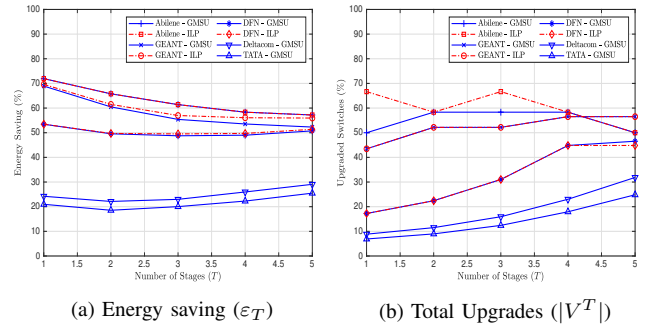 Abilene - GMSU
Abilene - ILP
GEANT - GMSU
GEANT - ILP
DFN - GMSU
DFN - ILP
Deltacom - GMSU
TATA - GMSU
Energy Saving (%)
100
90
80
70
60
50
40
30
20
10
0
1 1.5 2 2.5 3 3.5 4 4.5 5
Number of Stages (T)
(a) Energy saving (ε_T)
Abilene - GMSU
Abilene - ILP
GEANT - GMSU
GEANT - ILP
DFN - GMSU
DFN - ILP
Deltacom - GMSU
TATA - GMSU
Upgraded Switches (%)
100
90
80
70
60
50
40
30
20
10
0
1 1.5 2 2.5 3 3.5 4 4.5 5
Number of Stages (T)
(b) Total Upgrades (|V^T|)